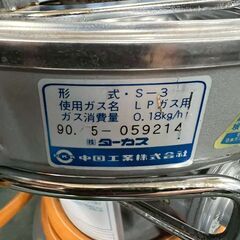 形 式・S-3
使用ガス名 LPガス用
ガス消費量 0.18kg/h
90. 5-059214
(株)ターガス
中国工業株式会社